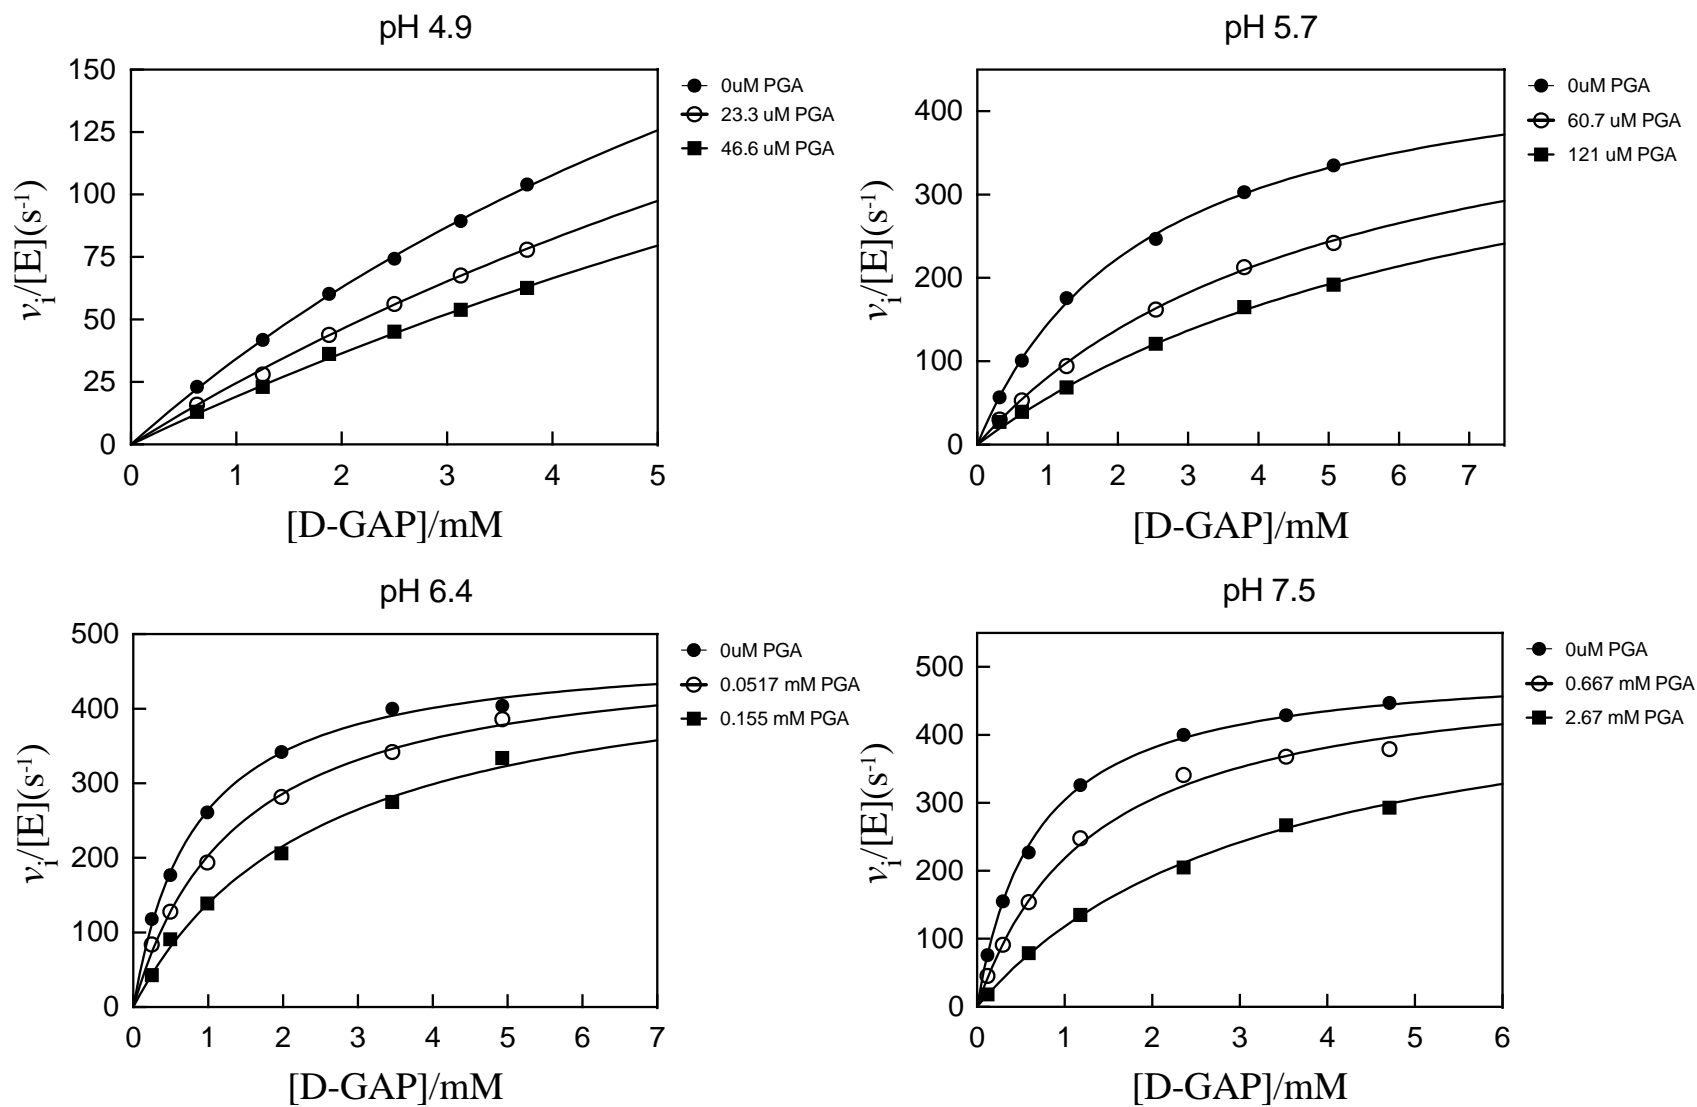 pH 4.9
150
125
100
75
50
25
0
0 1 2 3 4 5
vi/[E](s-1)
[D-GAP]/mM
0uM PGA
23.3 uM PGA
46.6 uM PGA
pH 5.7
400
300
200
100
0
0 1 2 3 4 5 6 7
vi/[E](s-1)
[D-GAP]/mM
0uM PGA
60.7 uM PGA
121 uM PGA
pH 6.4
500
400
300
200
100
0
0 1 2 3 4 5 6 7
vi/[E](s-1)
[D-GAP]/mM
0uM PGA
0.0517 mM PGA
0.155 mM PGA
pH 7.5
500
400
300
200
100
0
0 1 2 3 4 5 6
vi/[E](s-1)
[D-GAP]/mM
0uM PGA
0.667 mM PGA
2.67 mM PGA